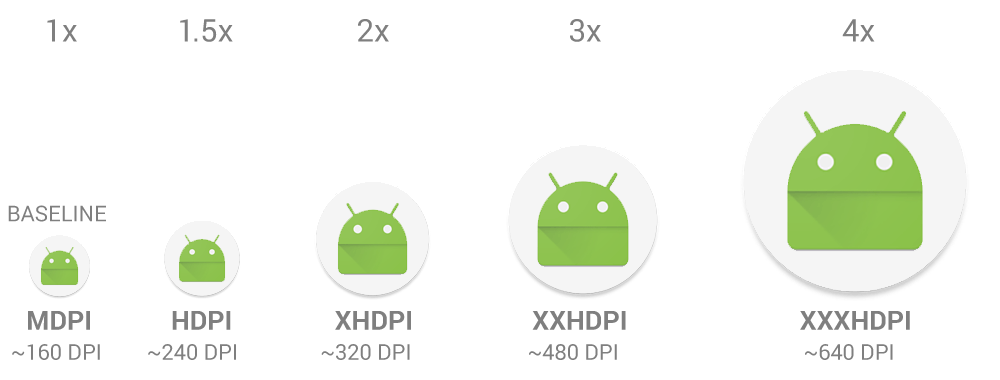 1x 1.5x 2x 3x 4x
BASELINE
MDPI HDPI XHDPI XXHDPI XXXHDPI
~160 DPI ~240 DPI ~320 DPI ~480 DPI ~640 DPI